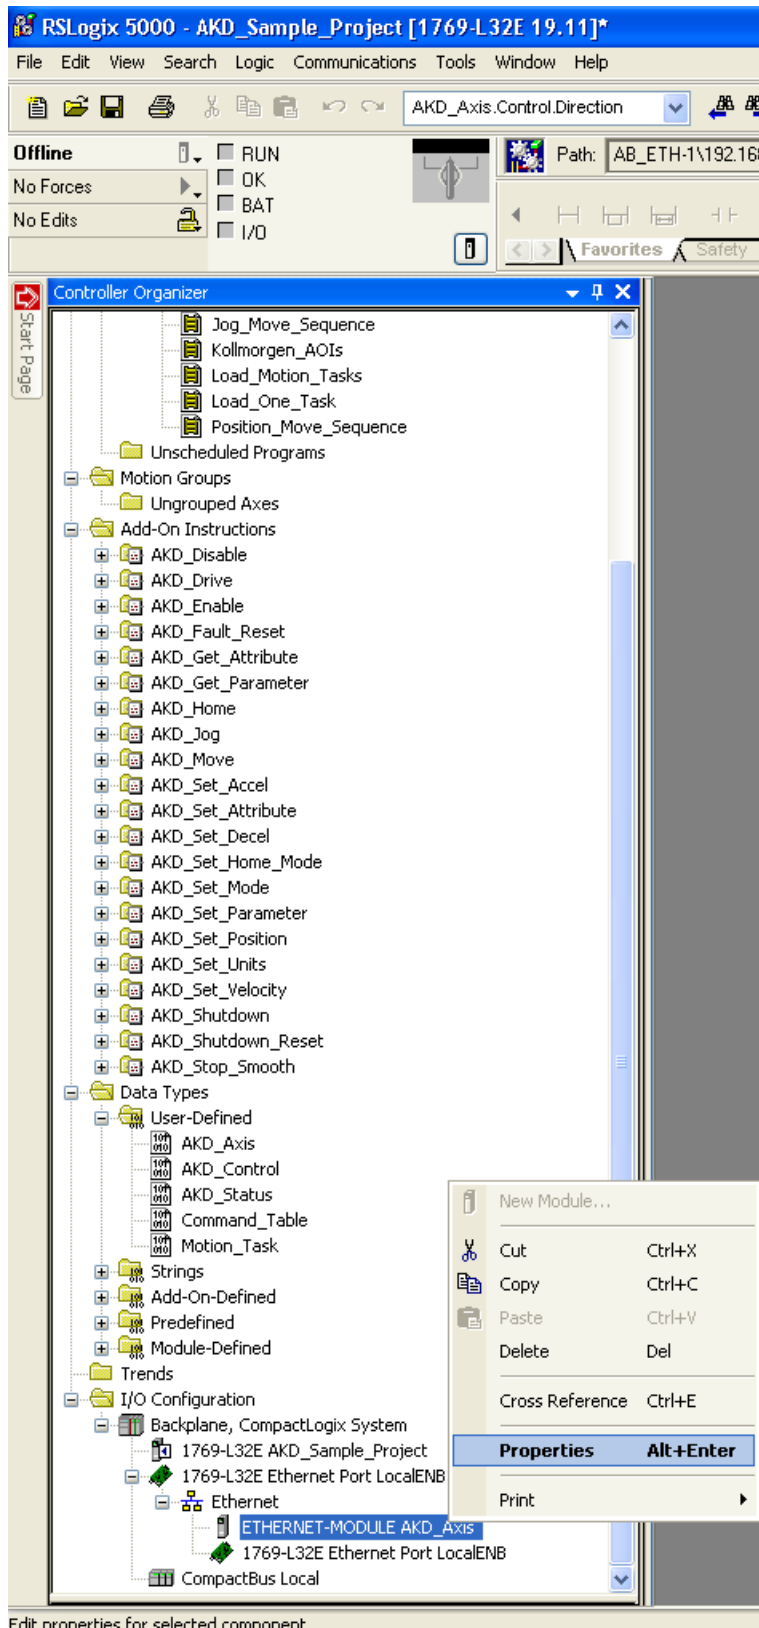 RSLogix 5000 - AKD_Sample_Project [1769-L32E 19.11]*
File Edit View Search Logic Communications Tools Window Help
AKD_Axis.Control.Direction
Offline
RUN
Path: AB_ETH-1\192.168
No Forces
OK
BAT
No Edits
I/O
Favorites Safety
Start Page
Controller Organizer
Jog_Move_Sequence
Kollmorgen_AOIs
Load_Motion_Tasks
Load_One_Task
Position_Move_Sequence
Unscheduled Programs
Motion Groups
Ungrouped Axes
Add-On Instructions
AKD_Disable
AKD_Drive
AKD_Enable
AKD_Fault_Reset
AKD_Get_Attribute
AKD_Get_Parameter
AKD_Home
AKD_Jog
AKD_Move
AKD_Set_Accel
AKD_Set_Attribute
AKD_Set_Decel
AKD_Set_Home_Mode
AKD_Set_Mode
AKD_Set_Parameter
AKD_Set_Position
AKD_Set_Units
AKD_Set_Velocity
AKD_Shutdown
AKD_Shutdown_Reset
AKD_Stop_Smooth
Data Types
User-Defined
AKD_Axis
AKD_Control
AKD_Status
Command_Table
Motion_Task
Strings
Add-On-Defined
Predefined
Module-Defined
Trends
I/O Configuration
Backplane, CompactLogix System
1769-L32E AKD_Sample_Project
1769-L32E Ethernet Port LocalENB
Ethernet
ETHERNET-MODULE AKD_Axis
1769-L32E Ethernet Port LocalENB
CompactBus Local
New Module...
Cut Ctrl+X
Copy Ctrl+C
Paste Ctrl+V
Delete Del
Cross Reference Ctrl+E
Properties Alt+Enter
Print
Edit properties for selected component